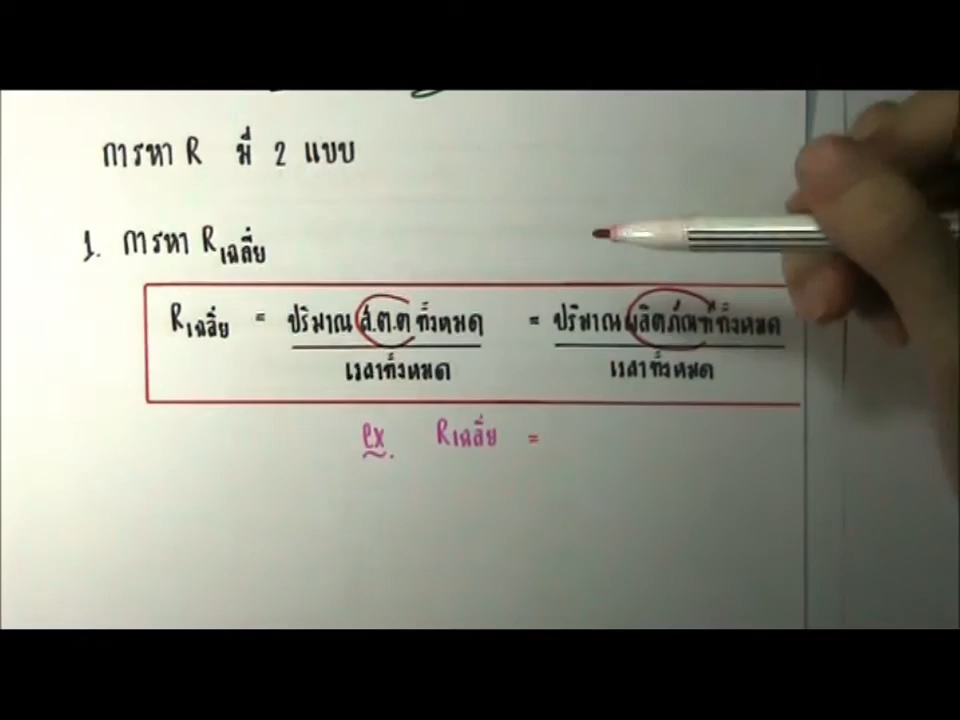 การหา R มี 2 แบบ
1. การหา Rเฉลี่ย
Rเฉลี่ย = ปริมาณ ส.ต.ต ทั้งหมด = ปริมาณผลิตภัณฑ์ทั้งหมด
เวลาทั้งหมด เวลาทั้งหมด
ex. Rเฉลี่ย =